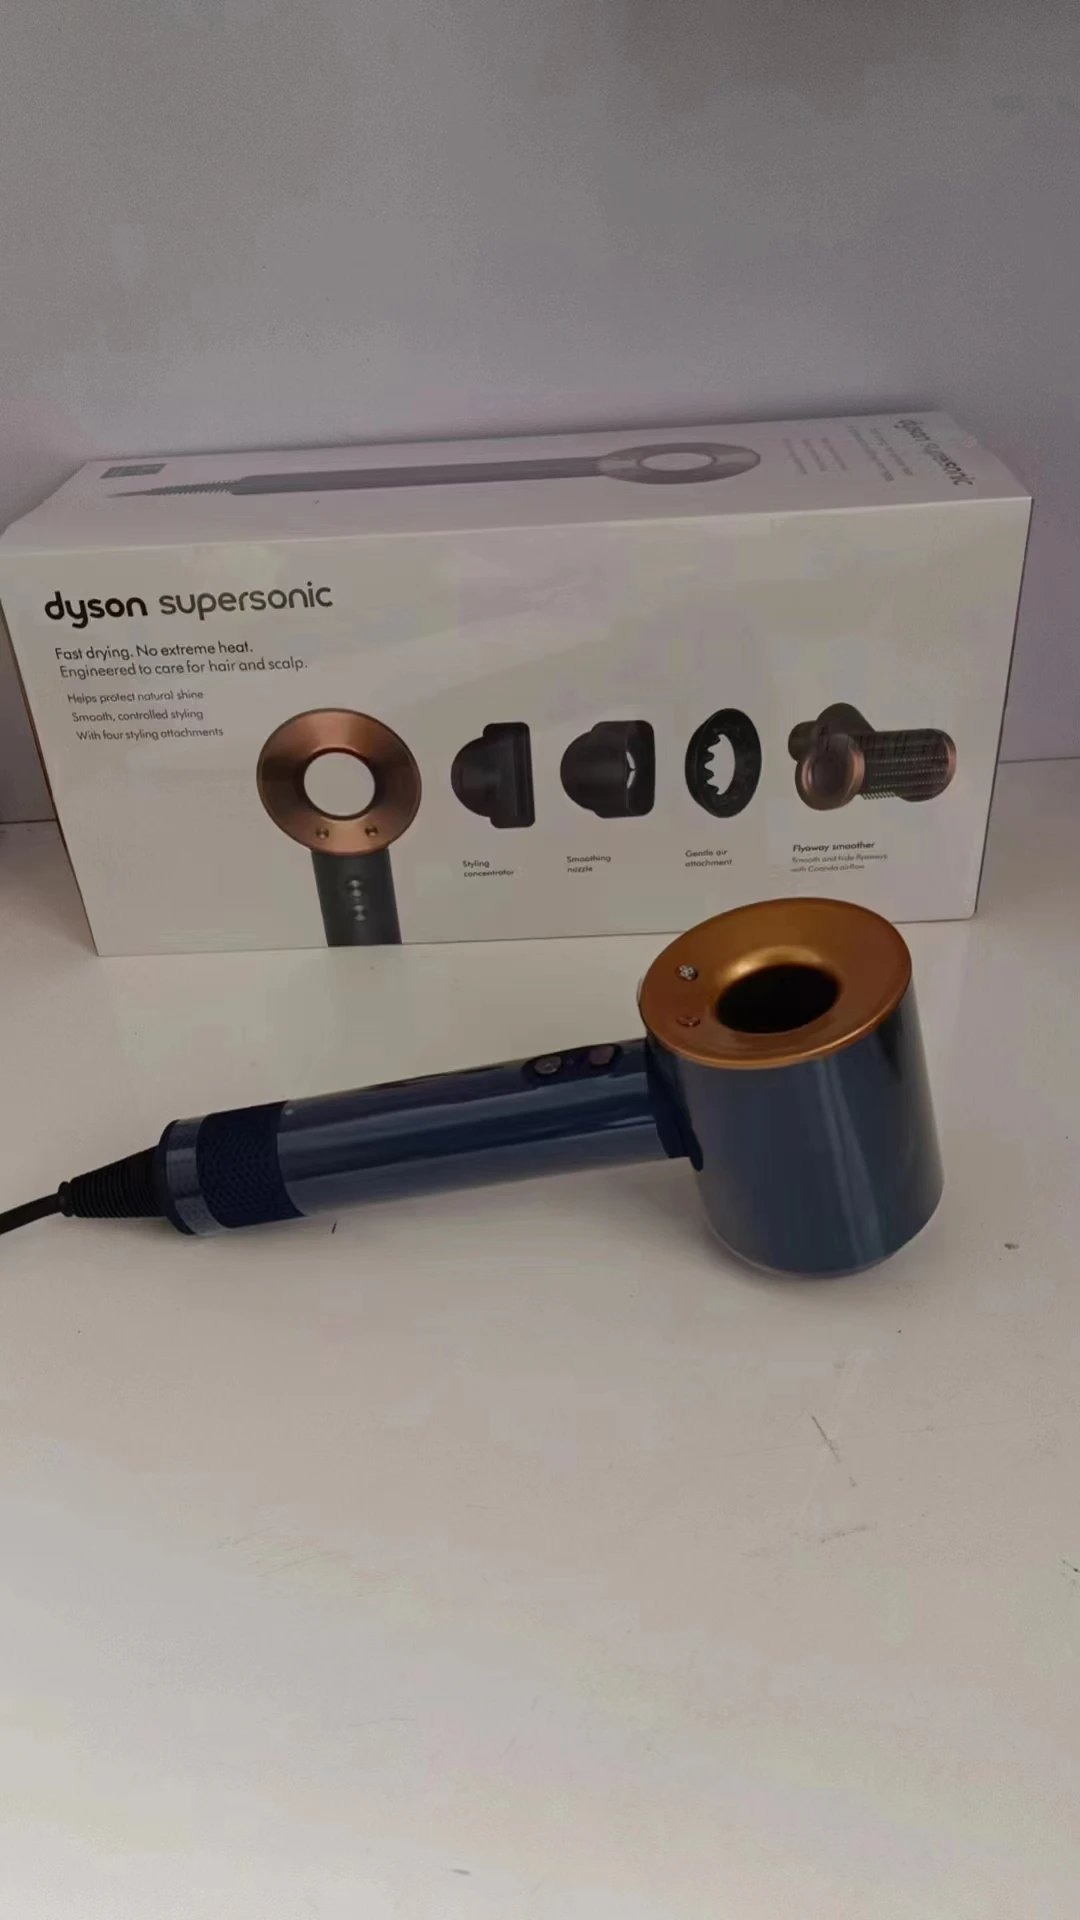 dyson supersonic
dyson supersonic
Fast drying. No extreme heat.
Engineered to care for hair and scalp.
Helps protect natural shine
Smooth, controlled styling
With four styling attachments
Styling
concentrator
Smoothing
nozzle
Gentle air
attachment
Flyaway smoother
Smooth and hide flyaways
with Coanda airflow